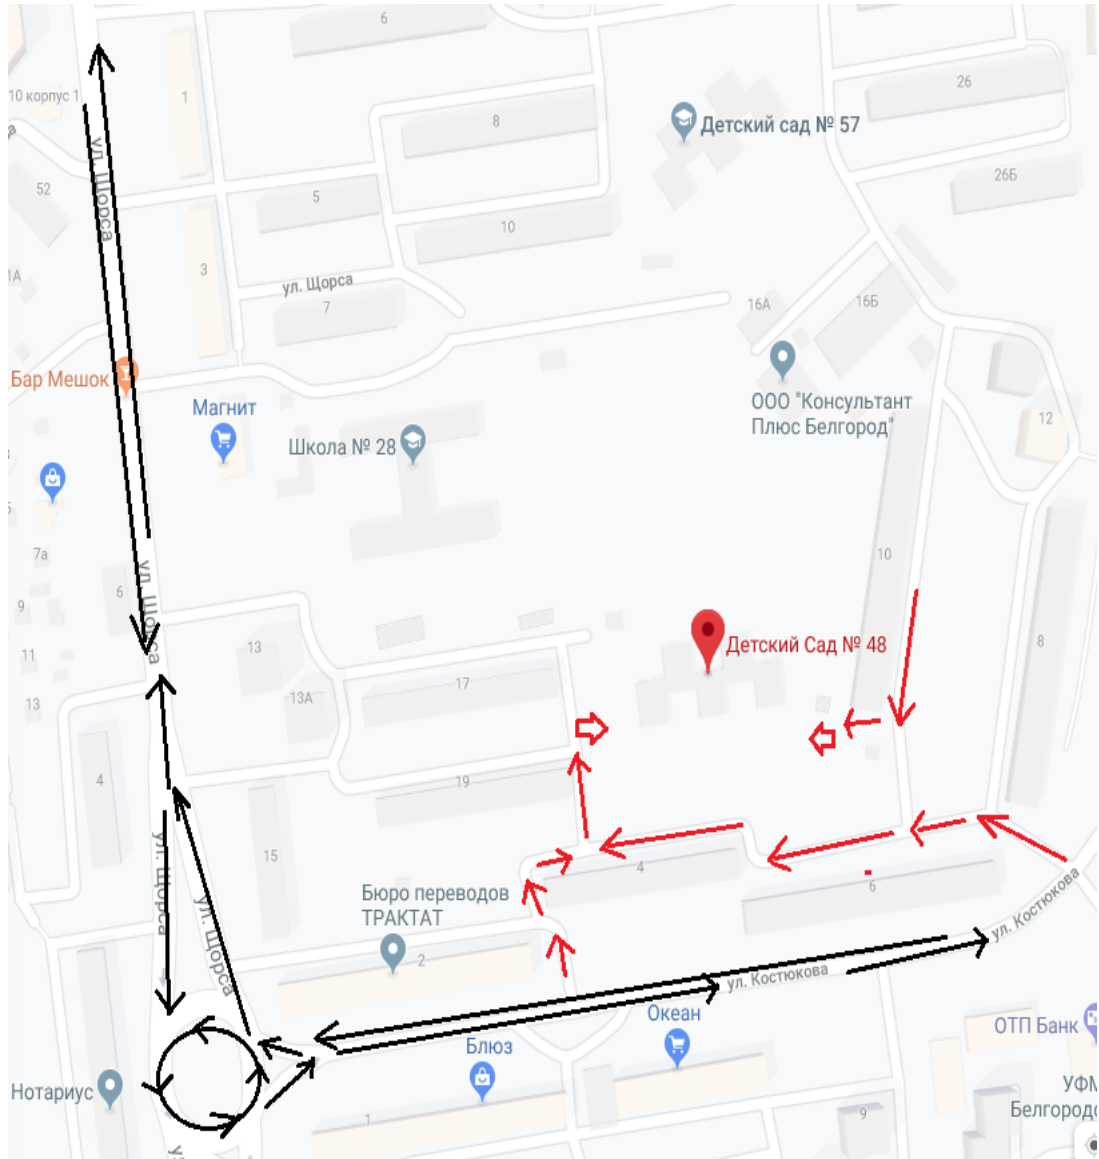 6
10 корпус 1
1
8
Детский сад № 57
26
ул. Щорса
52
5
26Б
10
1А
3
ул. Щорса
7
16А
16Б
Бар Мешок
Магнит
ООО "Консультант
Плюс Белгород"
12
Школа № 28
7а
10
6
ул. Щорса
9
11
13
13
Детский Сад № 48
8
13А
17
4
19
15
ул. Щорса
ул. Щорса
4
6
Бюро переводов
ТРАКТАТ
2
ул. Костюкова
ул. Костюкова
Океан
ОТП Банк
Блюз
Нотариус
УФМ
Белгородс
1
9